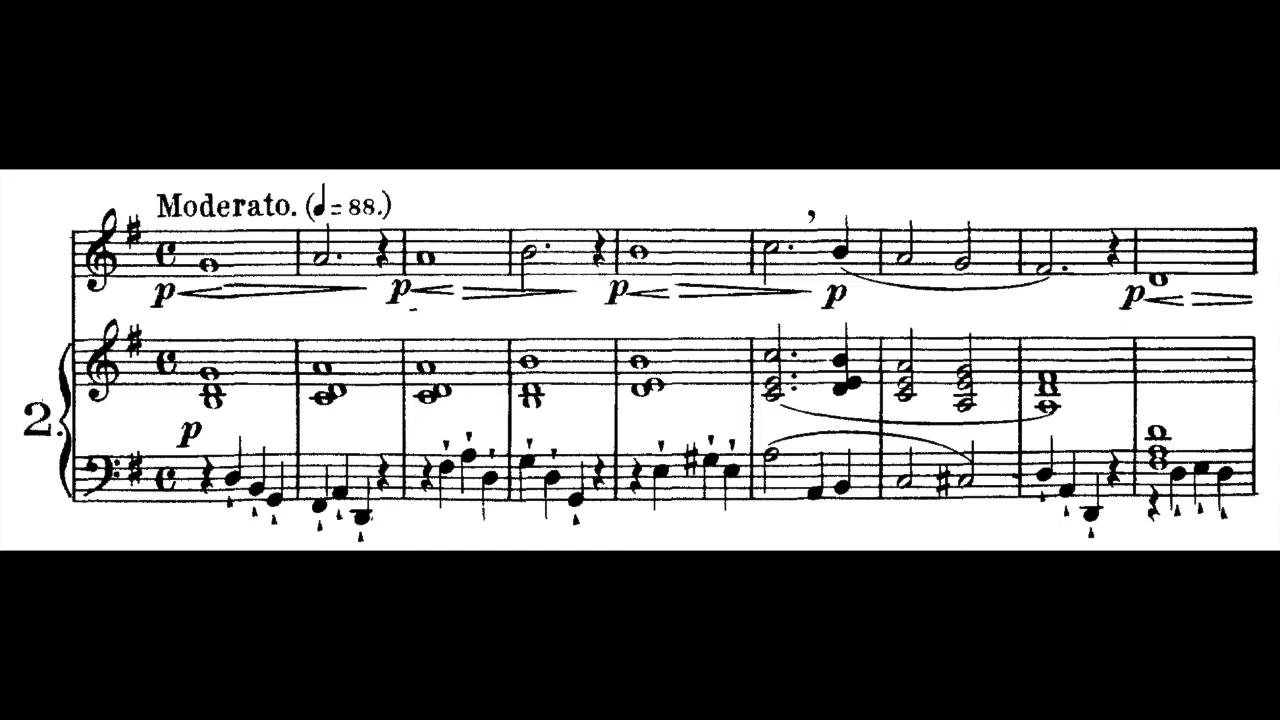 Moderato. (♩= 88.)
p p p p p
2.
p